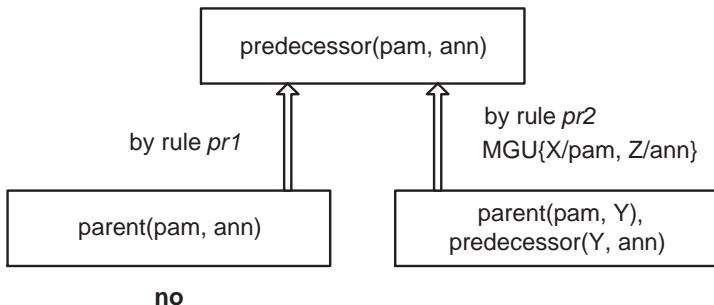 predecessor(pam, ann)
by rule pr1
by rule pr2
MGU{X/pam, Z/ann}
parent(pam, ann)
parent(pam, Y),
predecessor(Y, ann)
no